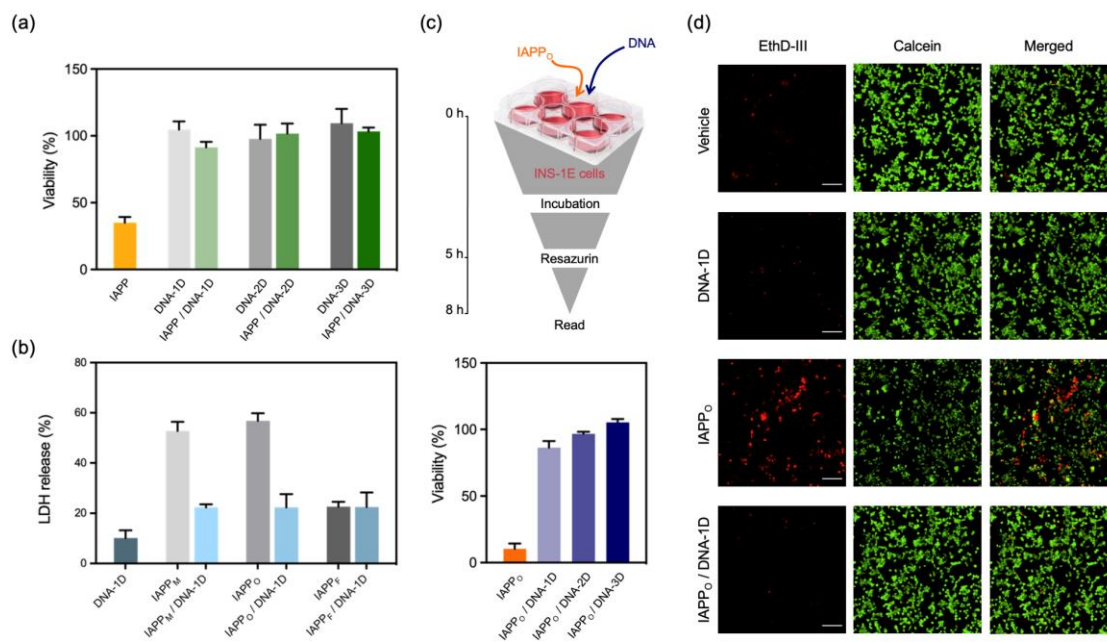 (a)
Viability (%)
150
100
50
0
IAPP
DNA-1D
IAPP / DNA-1D
DNA-2D
IAPP / DNA-2D
DNA-3D
IAPP / DNA-3D
(b)
LDH release (%)
80
60
40
20
0
DNA-1D
IAPPM
IAPPM / DNA-1D
IAPPO
IAPPO / DNA-1D
IAPPF
IAPPF / DNA-1D
(c)
IAPPO
DNA
0 h
INS-1E cells
Incubation
5 h
Resazurin
8 h
Read
Viability (%)
150
100
50
0
IAPPO
IAPPO / DNA-1D
IAPPO / DNA-2D
IAPPO / DNA-3D
(d)
EthD-III
Calcein
Merged
Vehicle
DNA-1D
IAPPO
IAPPO / DNA-1D